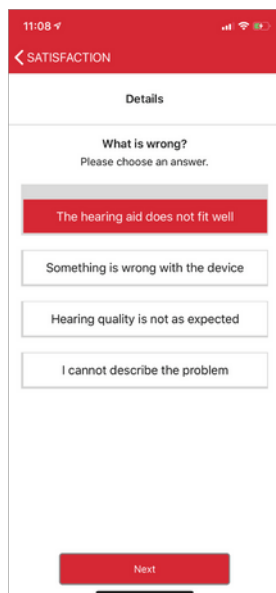 11:08
SATISFACTION
Details
What is wrong?
Please choose an answer.
The hearing aid does not fit well
Something is wrong with the device
Hearing quality is not as expected
I cannot describe the problem
Next